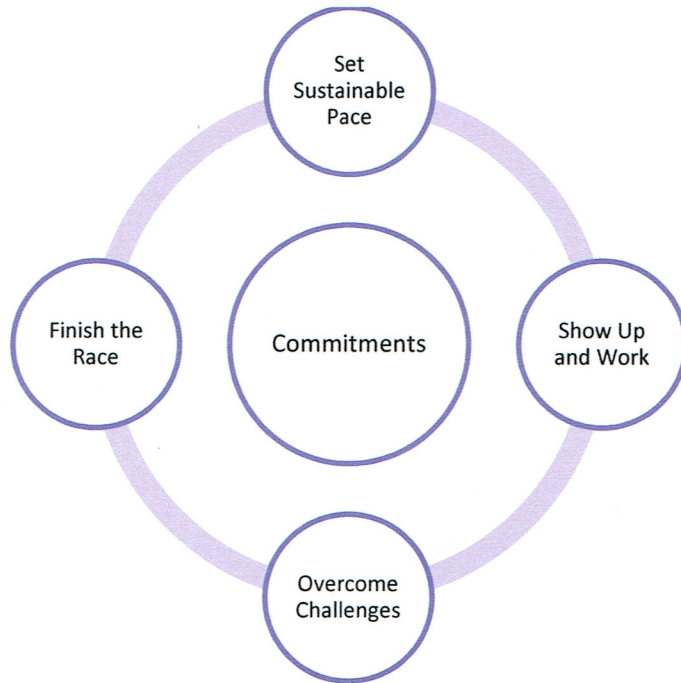 Set
Sustainable
Pace
Finish the
Race
Commitments
Show Up
and Work
Overcome
Challenges